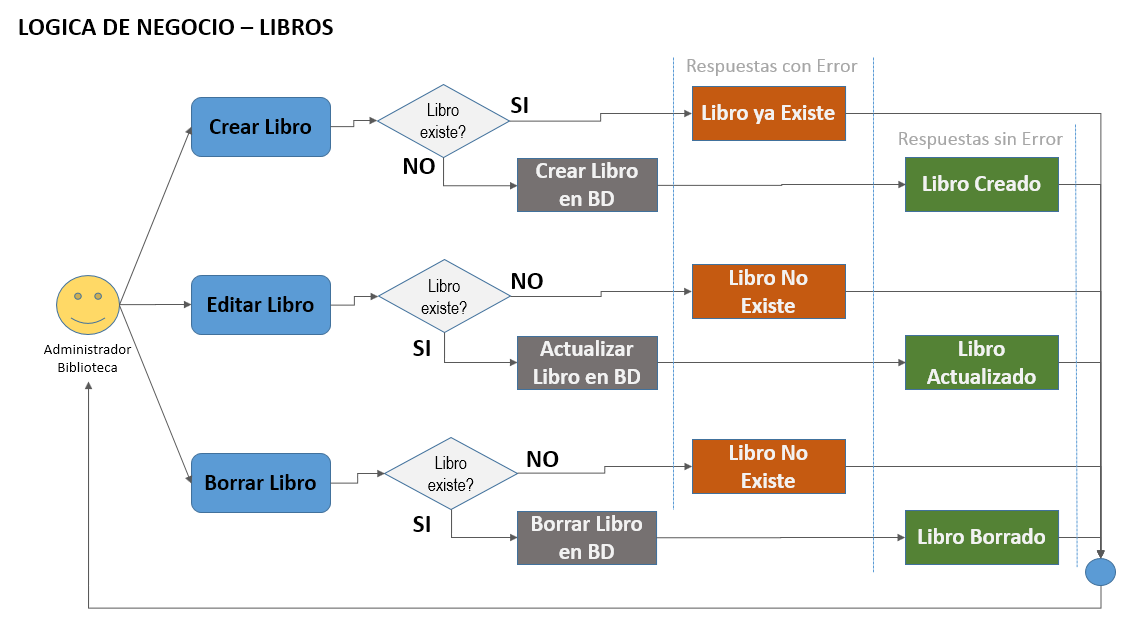 LOGICA DE NEGOCIO – LIBROS
Respuestas con Error
Crear Libro
Libro
existe?
SI
Libro ya Existe
Respuestas sin Error
NO
Crear Libro
en BD
Libro Creado
Editar Libro
Libro
existe?
NO
Libro No
Existe
SI
Actualizar
Libro en BD
Libro
Actualizado
Administrador
Biblioteca
Borrar Libro
Libro
existe?
NO
Libro No
Existe
SI
Borrar Libro
en BD
Libro Borrado